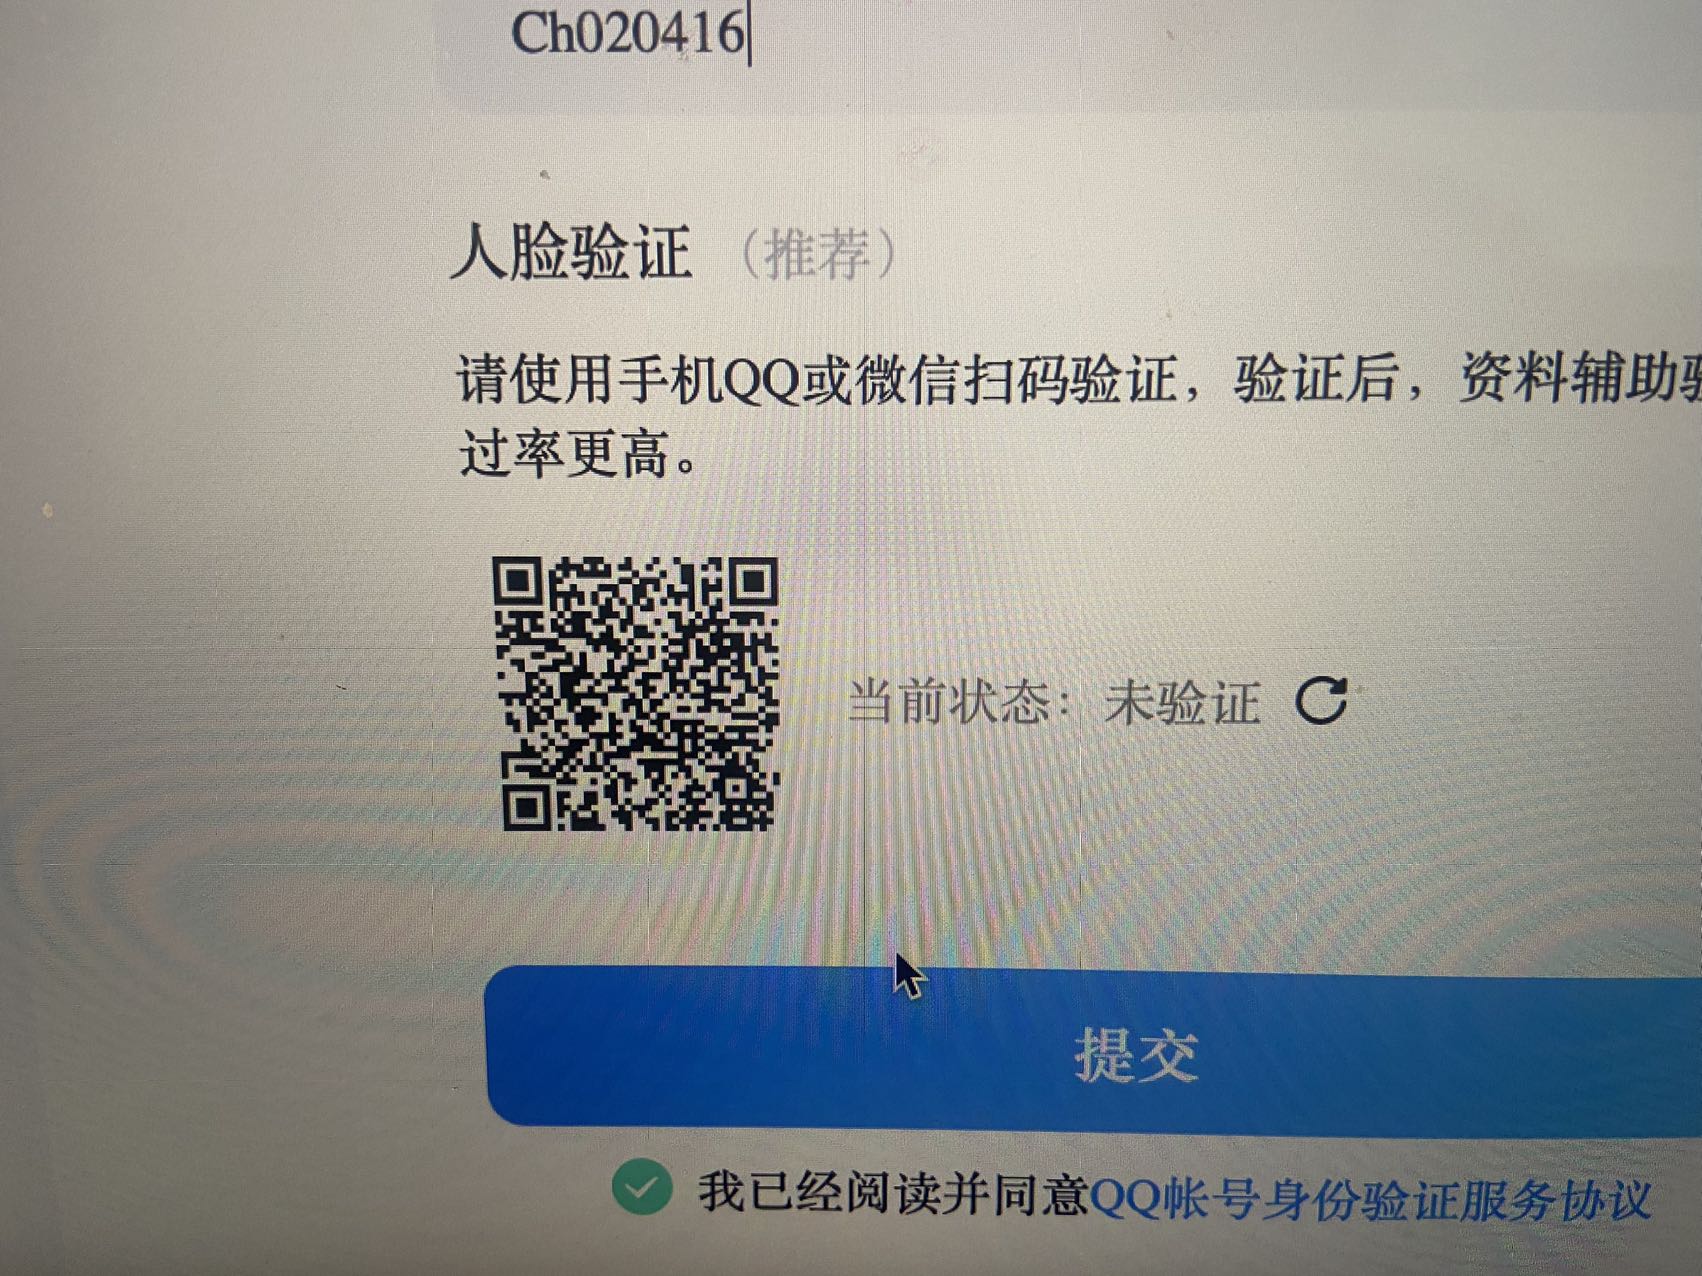 Ch020416
人脸验证（推荐）
请使用手机QQ或微信扫码验证，验证后，资料辅助验
过率更高。
当前状态：未验证
提交
我已经阅读并同意QQ帐号身份验证服务协议